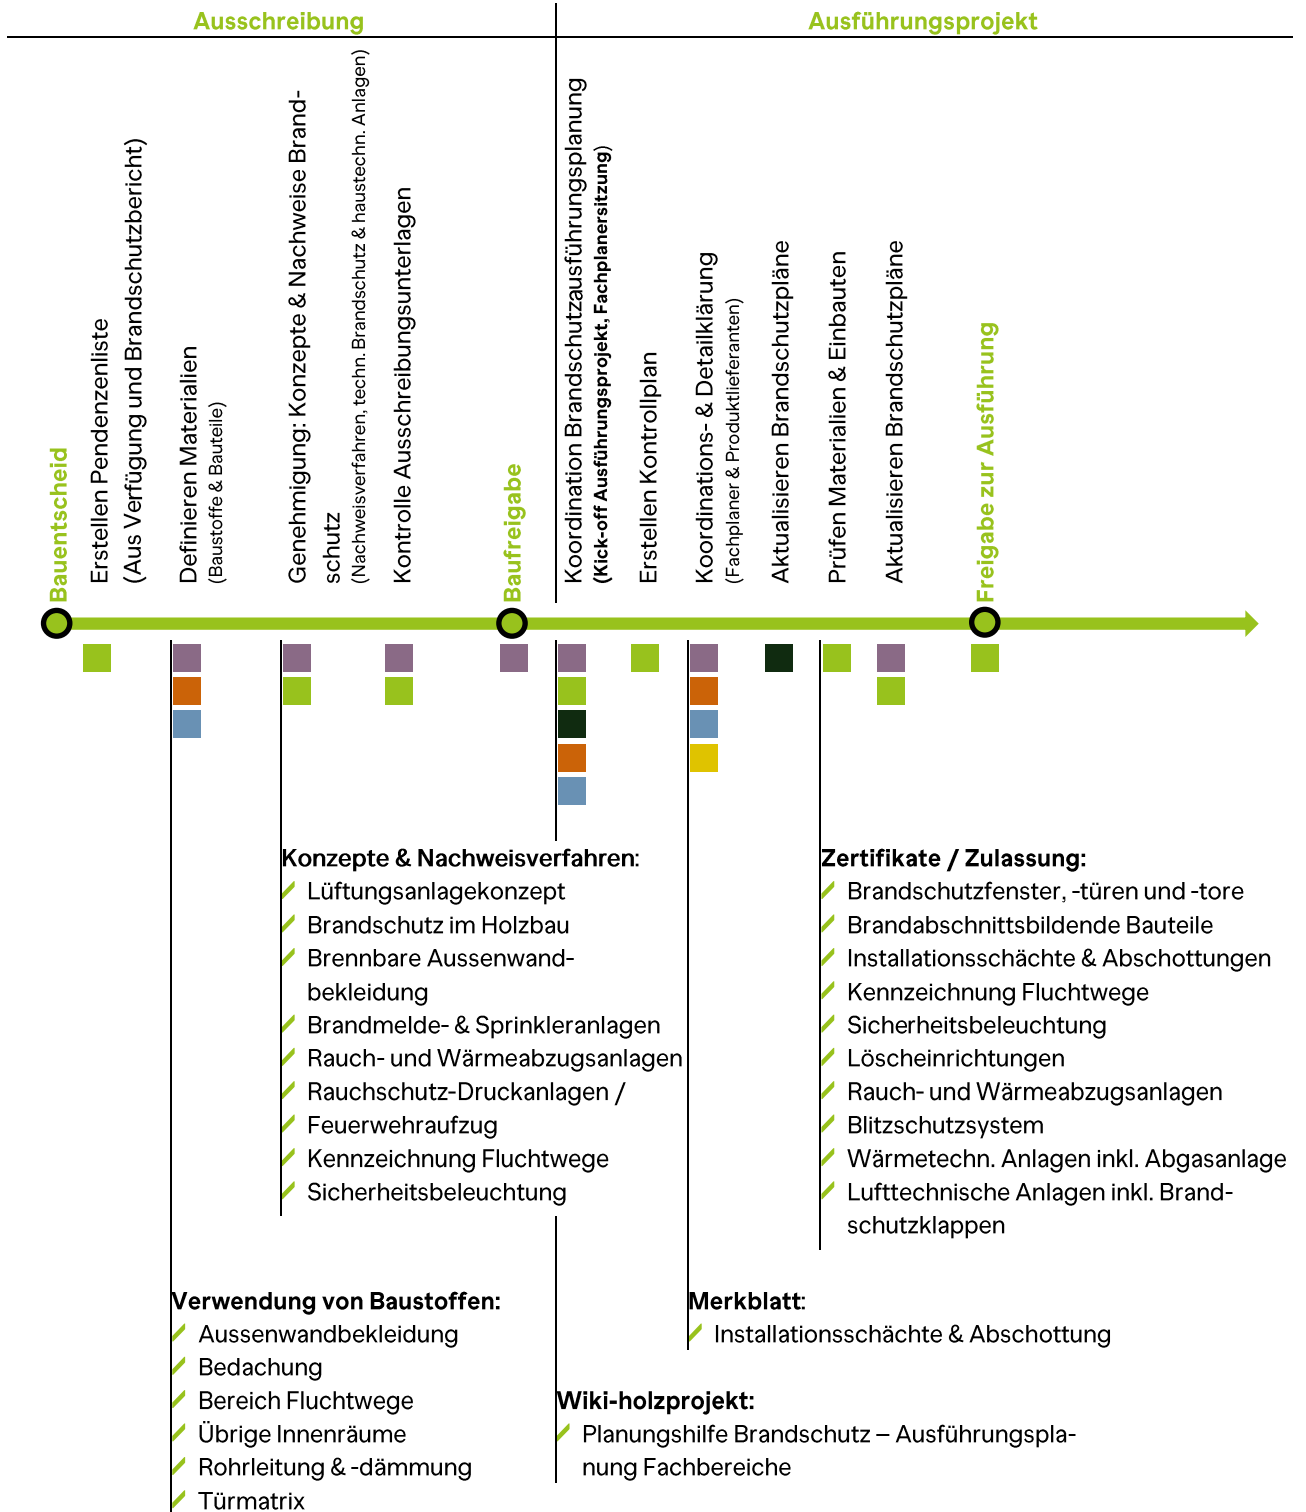 Ausschreibung
Ausführungsprojekt
Bauentscheid
Erstellen Pendenzenliste
(Aus Verfügung und Brandschutzbericht)
Definieren Materialien
(Baustoffe & Bauteile)
Genehmigung: Konzepte & Nachweise Brand-
schutz
(Nachweisverfahren, techn. Brandschutz & haustechn. Anlagen)
Kontrolle Ausschreibungsunterlagen
Baufreigabe
Koordination Brandschutzausführungsplanung
(Kick-off Ausführungsprojekt, Fachplanersitzung)
Erstellen Kontrollplan
Koordinations- & Detailklärung
(Fachplaner & Produktlieferanten)
Aktualisieren Brandschutzpläne
Prüfen Materialien & Einbauten
Aktualisieren Brandschutzpläne
Freigabe zur Ausführung
Konzepte & Nachweisverfahren:
Lüftungsanlagekonzept
Brandschutz im Holzbau
Brennbare Aussenwand-
bekleidung
Brandmelde- & Sprinkleranlagen
Rauch- und Wärmeabzugsanlagen
Rauchschutz-Druckanlagen /
Feuerwehraufzug
Kennzeichnung Fluchtwege
Sicherheitsbeleuchtung
Zertifikate / Zulassung:
Brandschutzfenster, -türen und -tore
Brandabschnittsbildende Bauteile
Installationsschächte & Abschottungen
Kennzeichnung Fluchtwege
Sicherheitsbeleuchtung
Löscheinrichtungen
Rauch- und Wärmeabzugsanlagen
Blitzschutzsystem
Wärmetechn. Anlagen inkl. Abgasanlage
Lufttechnische Anlagen inkl. Brand-
schutzklappen
Verwendung von Baustoffen:
Aussenwandbekleidung
Bedachung
Bereich Fluchtwege
Übrige Innenräume
Rohrleitung & -dämmung
Türmatrix
Merkblatt:
Installationsschächte & Abschottung
Wiki-holzprojekt:
Planungshilfe Brandschutz – Ausführungspla-
nung Fachbereiche